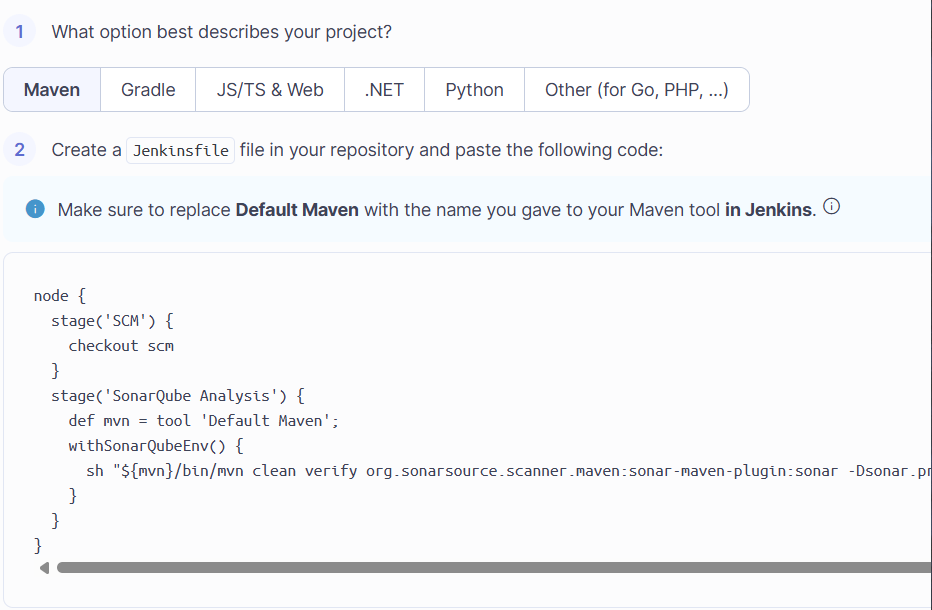 1 What option best describes your project?
Maven Gradle JS/TS & Web .NET Python Other (for Go, PHP, ...)
2 Create a Jenkinsfile file in your repository and paste the following code:
Make sure to replace Default Maven with the name you gave to your Maven tool in Jenkins.
node {
  stage('SCM') {
    checkout scm
  }
  stage('SonarQube Analysis') {
    def mvn = tool 'Default Maven';
    withSonarQubeEnv() {
      sh "${mvn}/bin/mvn clean verify org.sonarsource.scanner.maven:sonar-maven-plugin:sonar -Dsonar.pr
    }
  }
}